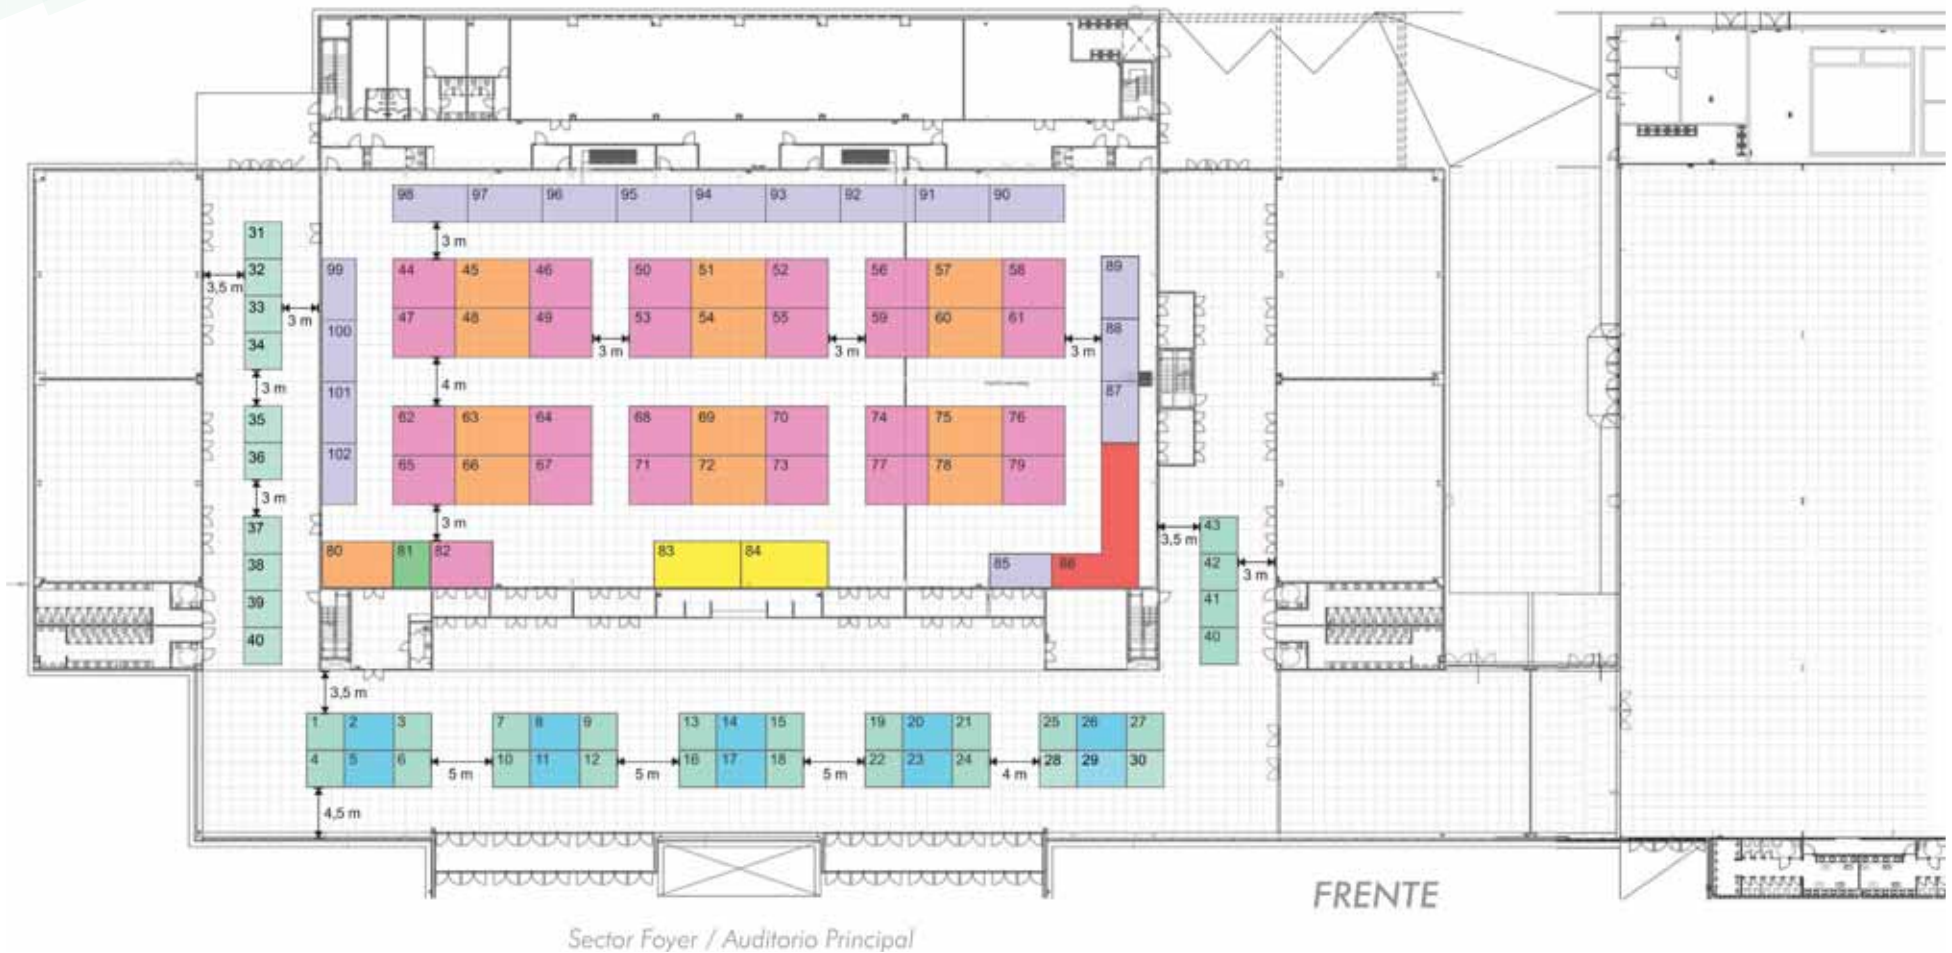 98 97 96 95 94 93 92 91 90
31
3 m
32 99 44 45 46 50 51 52 56 57 58 89
3,5 m
33 3 m
100 47 48 49 53 54 55 59 60 61 88
34 3 m 3 m 3 m
3 m 4 m
101 87
35 62 63 64 68 69 70 74 75 76
36 102 65 66 67 71 72 73 77 78 79
3 m
37 3 m 43
3,5 m
80 81 82 83 84
38 85 86 42
3 m
39 41
40 40
3,5 m
1 2 3 7 8 9 13 14 15 19 20 21 25 26 27
4 5 6 10 11 12 16 17 18 22 23 24 28 29 30
5 m 5 m 5 m 4 m
4,5 m
FRENTE
Sector Foyer / Auditorio Principal